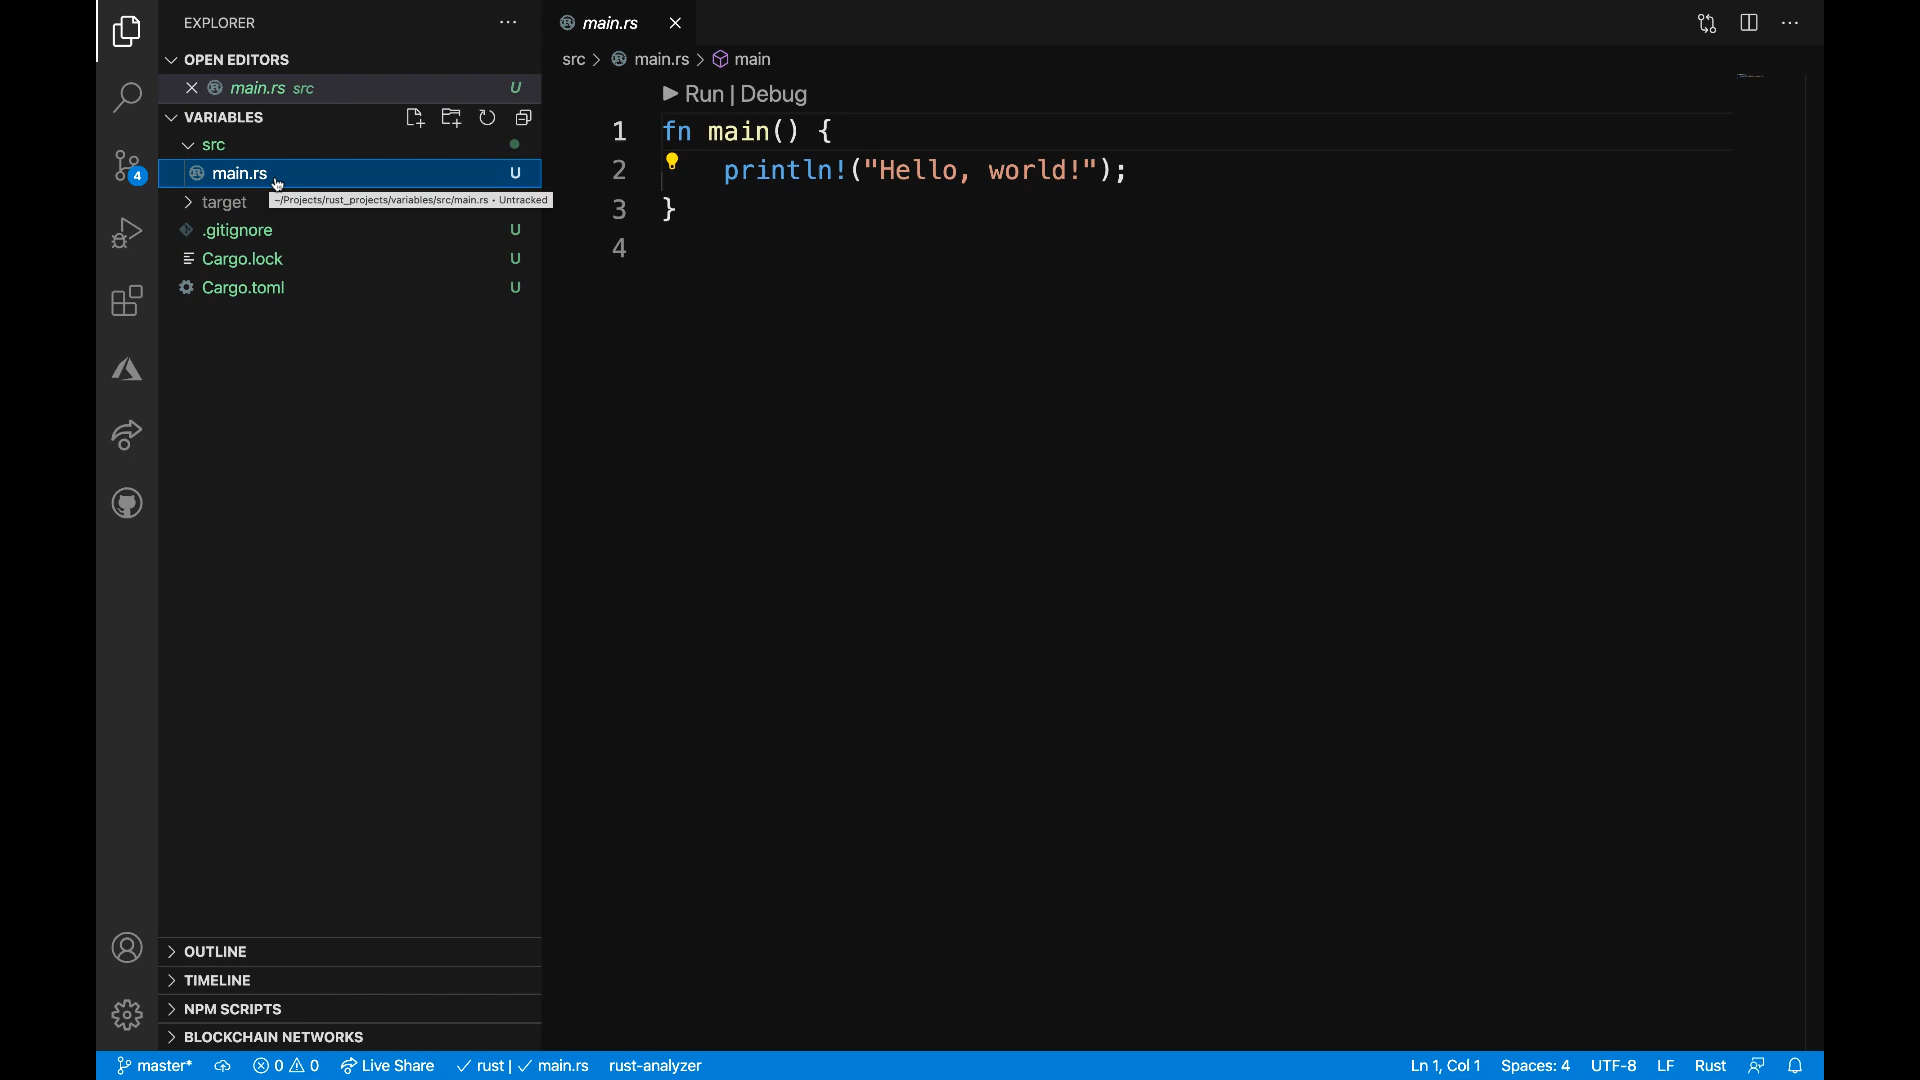 EXPLORER
OPEN EDITORS
main.rs src U
VARIABLES
src
main.rs U
~/Projects/rust_projects/variables/src/main.rs • Untracked
target
.gitignore U
Cargo.lock U
Cargo.toml U
4
OUTLINE
TIMELINE
NPM SCRIPTS
BLOCKCHAIN NETWORKS
main.rs
src > main.rs > main
Run | Debug
1 fn main() {
2 println!("Hello, world!");
3 }
4
master* 0 0 Live Share rust | main.rs rust-analyzer Ln 1, Col 1 Spaces: 4 UTF-8 LF Rust